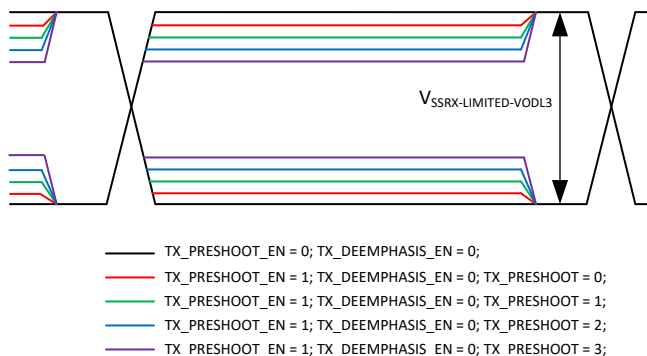 VSSRX-LIMITED-VODL3
TX_PRESHOOT_EN = 0; TX_DEEMPHASIS_EN = 0;
TX_PRESHOOT_EN = 1; TX_DEEMPHASIS_EN = 0; TX_PRESHOOT = 0;
TX_PRESHOOT_EN = 1; TX_DEEMPHASIS_EN = 0; TX_PRESHOOT = 1;
TX_PRESHOOT_EN = 1; TX_DEEMPHASIS_EN = 0; TX_PRESHOOT = 2;
TX_PRESHOOT_EN = 1; TX_DEEMPHASIS_EN = 0; TX_PRESHOOT = 3;